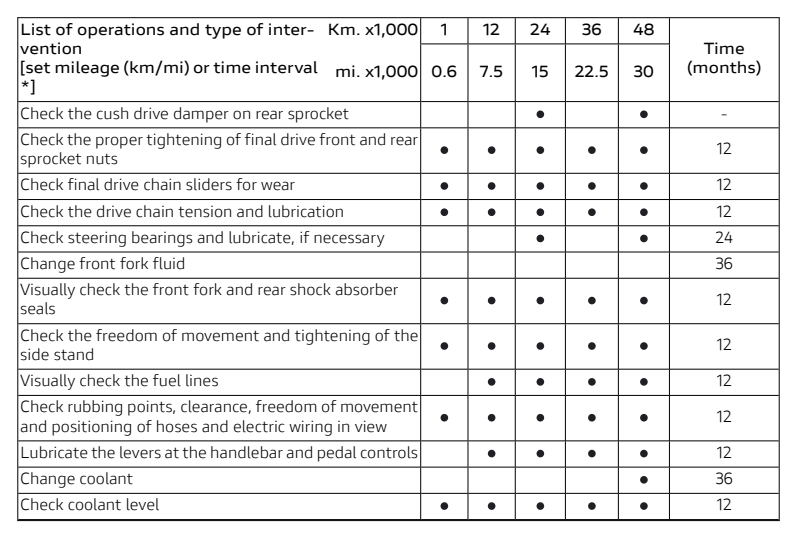 List of operations and type of inter- Km. x1,000 1 12 24 36 48 Time
vention
[set mileage (km/mi) or time interval mi. x1,000 0.6 7.5 15 22.5 30 (months)
*]
Check the cush drive damper on rear sprocket ● ● -
Check the proper tightening of final drive front and rear
sprocket nuts ● ● ● ● ● 12
Check final drive chain sliders for wear ● ● ● ● ● 12
Check the drive chain tension and lubrication ● ● ● ● ● 12
Check steering bearings and lubricate, if necessary ● ● 24
Change front fork fluid 36
Visually check the front fork and rear shock absorber
seals ● ● ● ● ● 12
Check the freedom of movement and tightening of the
side stand ● ● ● ● ● 12
Visually check the fuel lines ● ● ● ● 12
Check rubbing points, clearance, freedom of movement
and positioning of hoses and electric wiring in view ● ● ● ● ● 12
Lubricate the levers at the handlebar and pedal controls ● ● ● ● 12
Change coolant ● 36
Check coolant level ● ● ● ● ● 12